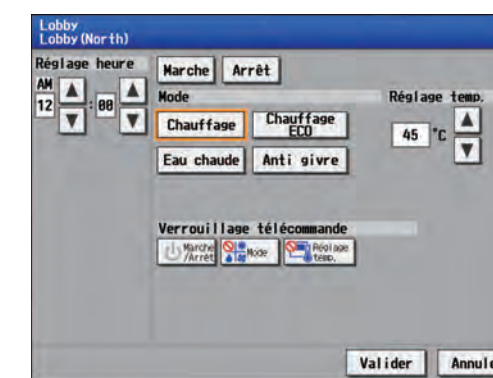 Lobby
Lobby(North)
Réglage heure
AM
12 : 00
Marche Arrêt
Mode
Chauffage
Chauffage
ECO
Eau chaude Anti givre
Réglage temp.
45 °C
Verrouillage télécommande
Marche
/Arrêt
Mode
Réglage
temp.
Valider Annule